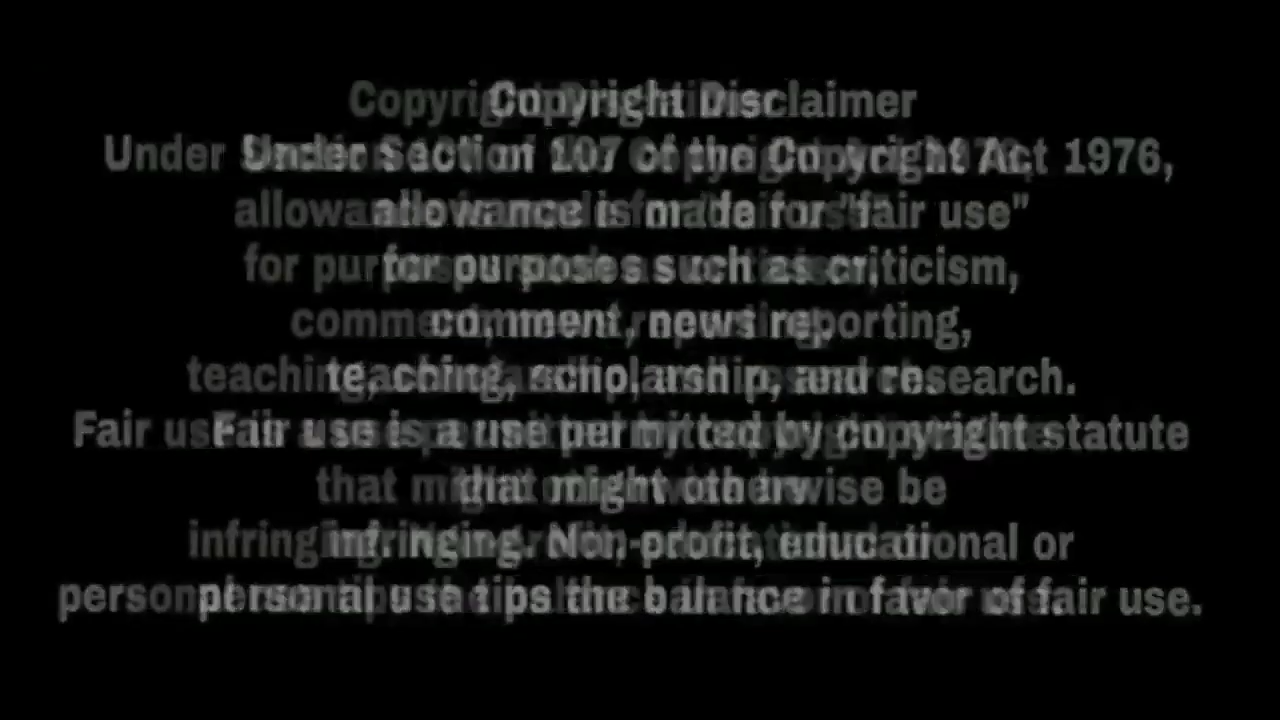 Copyright Disclaimer
Under Section 107 of the Copyright Act 1976,
allowance is made for "fair use"
for purposes such as criticism,
comment, news reporting,
teaching, scholarship, and research.
Fair use is a use permitted by copyright statute
that might otherwise be
infringing. Non-profit, educational or
personal use tips the balance in favor of fair use.